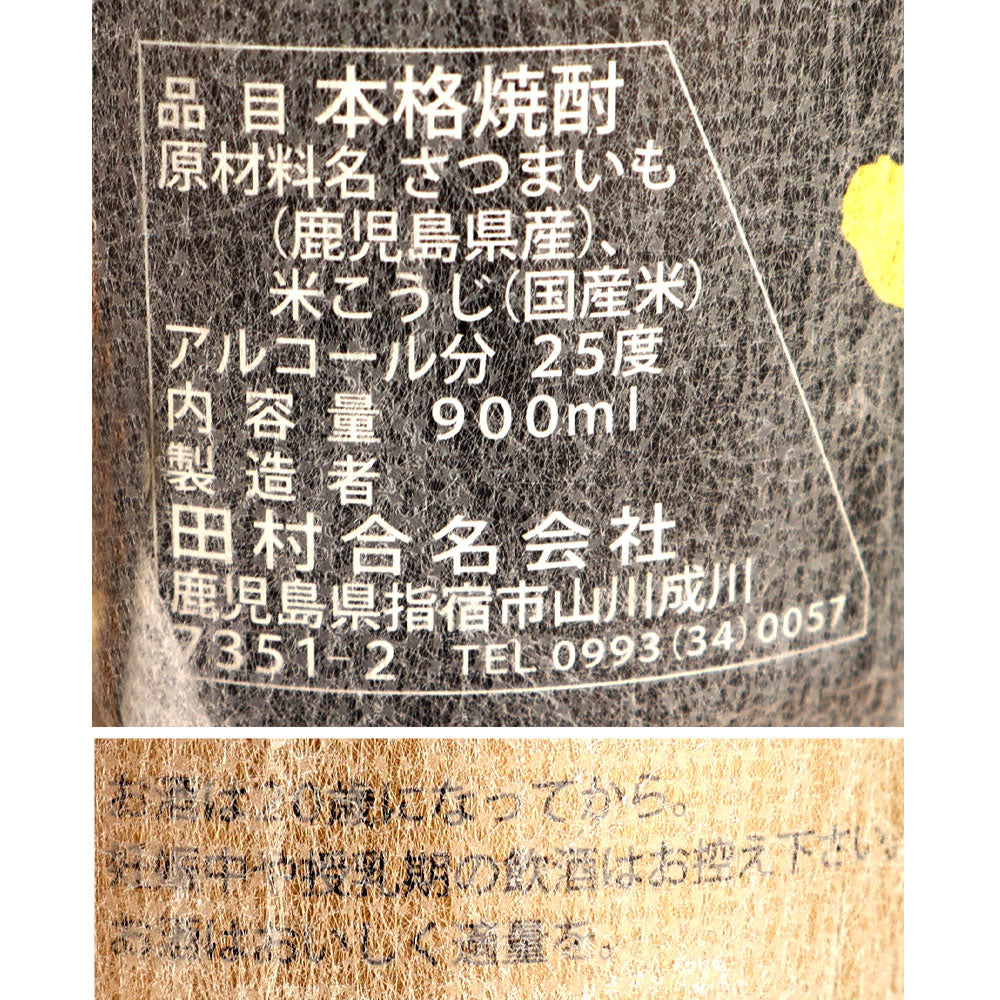 品目 本格焼酎
原材料名 さつまいも
(鹿児島県産)、
米こうじ(国産米)
アルコール分 25度
内容量 900ml
製造者
田村合名会社
鹿児島県指宿市山川成川
7351-2 TEL 0993(34)0057
お酒は20歳になってから。
妊娠中や授乳期の飲酒はお控え下さい。
お酒はおいしく適量を。